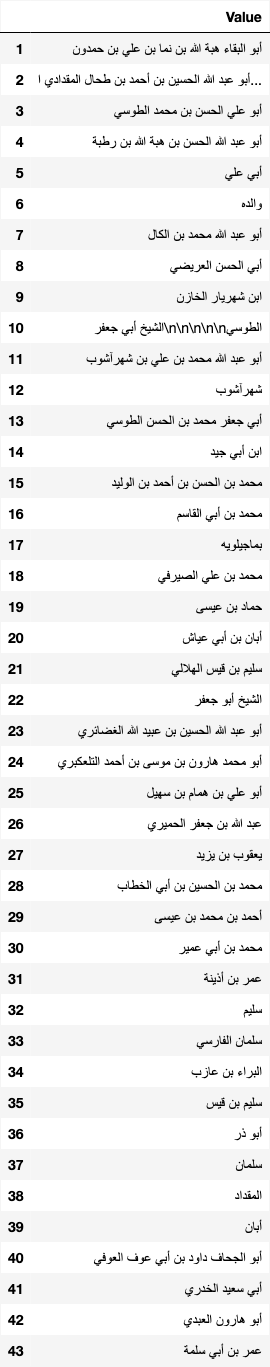 Value
1 أبو البقاء هبة الله بن نما بن علي بن حمدون
2 أبو عبد الله الحسين بن أحمد بن طحال المقدادي ا...
3 أبو علي الحسن بن محمد الطوسي
4 أبو عبد الله الحسن بن هبة الله بن رطبة
5 أبي علي
6 والده
7 أبو عبد الله محمد بن الكال
8 أبي الحسن العريضي
9 ابن شهريار الخازن
10 الشيخ أبي جعفر\n\n\n\n\nالطوسي
11 أبو عبد الله محمد بن علي بن شهرآشوب
12 شهرآشوب
13 أبي جعفر محمد بن الحسن الطوسي
14 ابن أبي جيد
15 محمد بن الحسن بن أحمد بن الوليد
16 محمد بن أبي القاسم
17 بماجيلويه
18 محمد بن علي الصيرفي
19 حماد بن عيسى
20 أبان بن أبي عياش
21 سليم بن قيس الهلالي
22 الشيخ أبو جعفر
23 أبو عبد الله الحسين بن عبيد الله الغضائري
24 أبو محمد هارون بن موسى بن أحمد التلعكبري
25 أبو علي بن همام بن سهيل
26 عبد الله بن جعفر الحميري
27 يعقوب بن يزيد
28 محمد بن الحسين بن أبي الخطاب
29 أحمد بن محمد بن عيسى
30 محمد بن أبي عمير
31 عمر بن أذينة
32 سليم
33 سلمان الفارسي
34 البراء بن عازب
35 سليم بن قيس
36 أبو ذر
37 سلمان
38 المقداد
39 أبان
40 أبو الجحاف داود بن أبي عوف العوفي
41 أبي سعيد الخدري
42 أبو هارون العبدي
43 عمر بن أبي سلمة